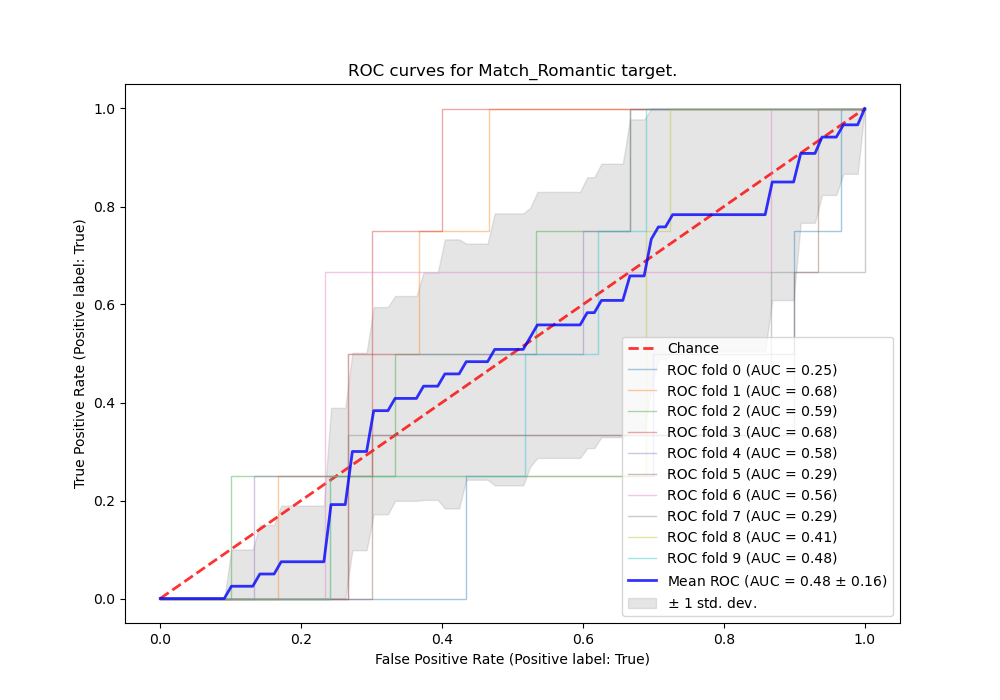 ROC curves for Match_Romantic target.
True Positive Rate (Positive label: True)
1.0
0.8
0.6
0.4
0.2
0.0
0.0 0.2 0.4 0.6 0.8 1.0
False Positive Rate (Positive label: True)
Chance
ROC fold 0 (AUC = 0.25)
ROC fold 1 (AUC = 0.68)
ROC fold 2 (AUC = 0.59)
ROC fold 3 (AUC = 0.68)
ROC fold 4 (AUC = 0.58)
ROC fold 5 (AUC = 0.29)
ROC fold 6 (AUC = 0.56)
ROC fold 7 (AUC = 0.29)
ROC fold 8 (AUC = 0.41)
ROC fold 9 (AUC = 0.48)
Mean ROC (AUC = 0.48 ± 0.16)
± 1 std. dev.